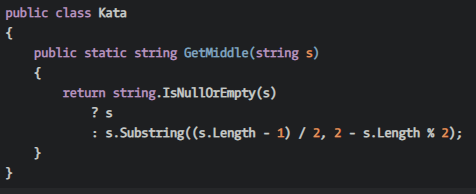 public class Kata
{
    public static string GetMiddle(string s)
    {
        return string.IsNullOrEmpty(s)
            ? s
            : s.Substring((s.Length - 1) / 2, 2 - s.Length % 2);
    }
}